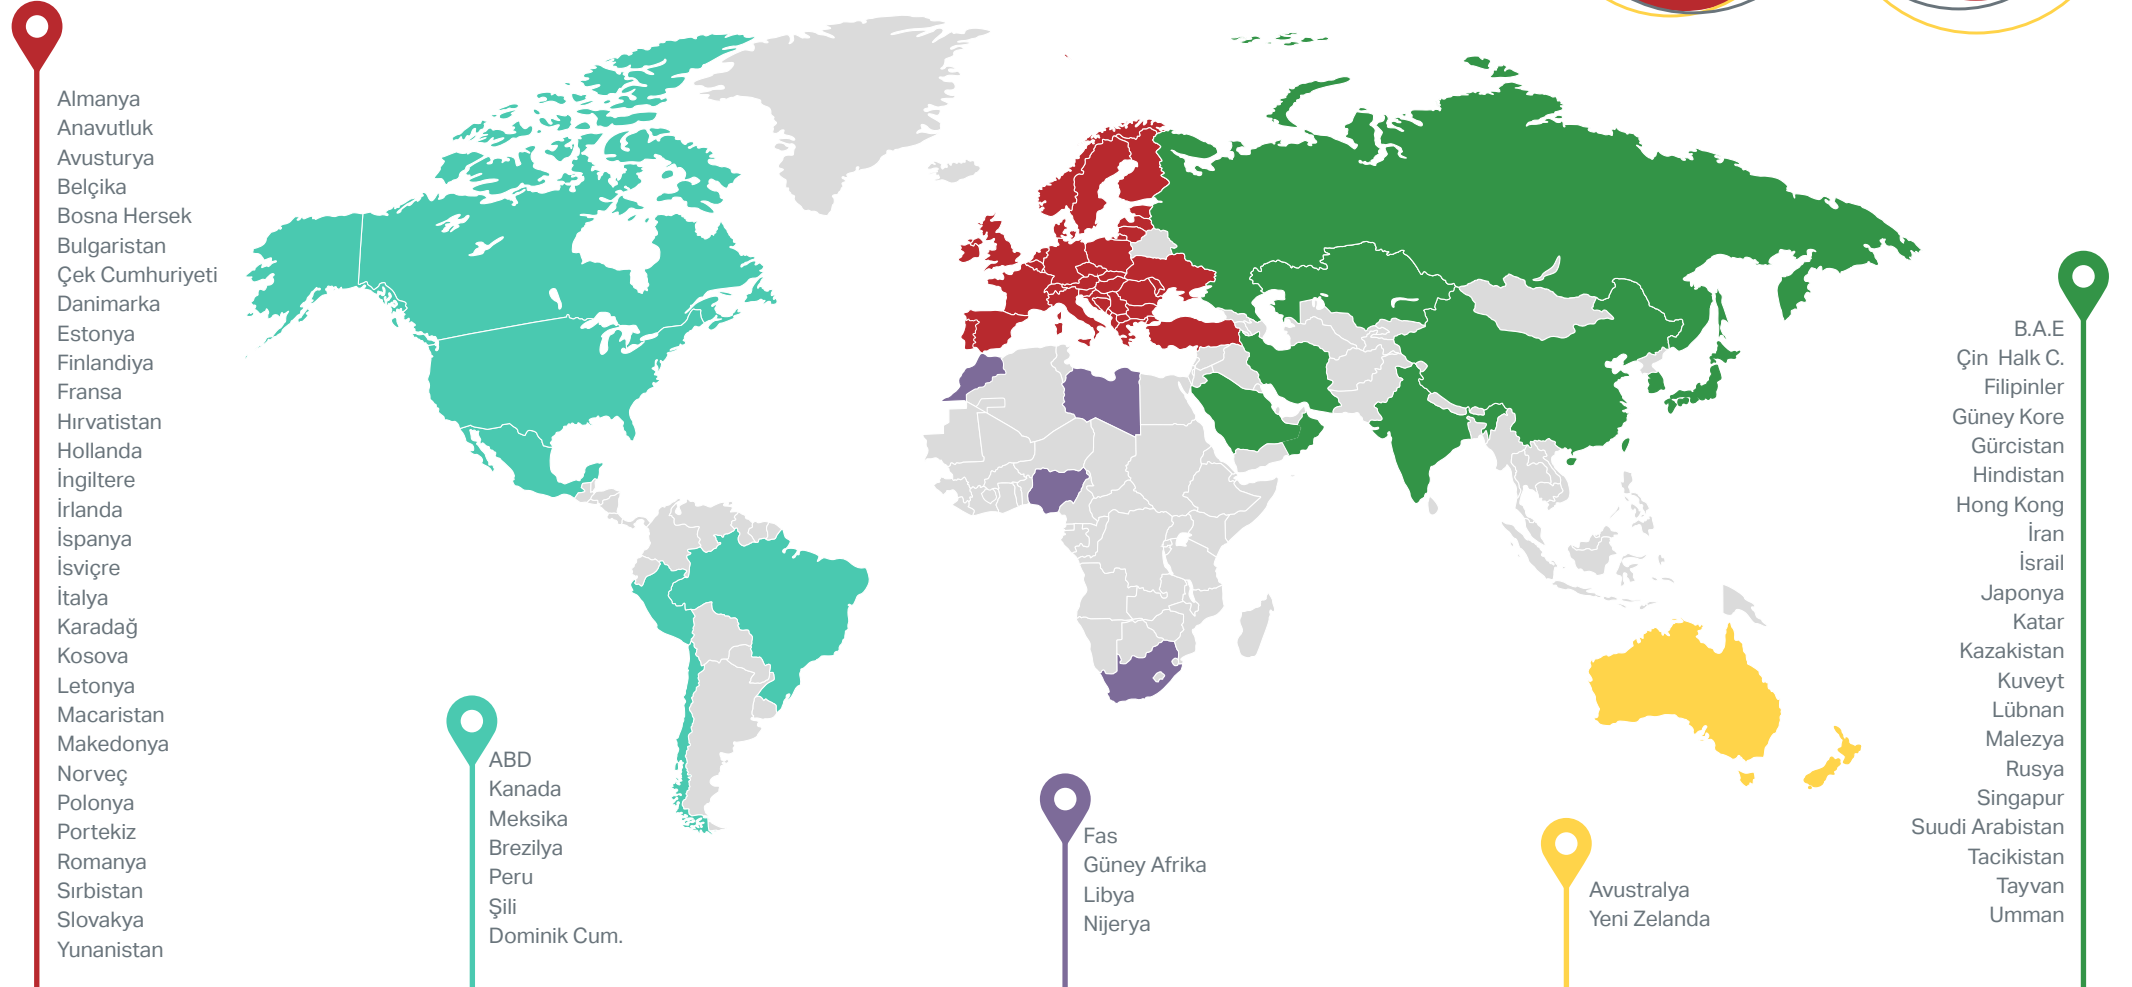 Almanya
Anavutluk
Avusturya
Belçika
Bosna Hersek
Bulgaristan
Çek Cumhuriyeti
Danimarka
Estonya
Finlandiya
Fransa
Hırvatistan
Hollanda
İngiltere
İrlanda
İspanya
İsviçre
İtalya
Karadağ
Kosova
Letonya
Macaristan
Makedonya
Norveç
Polonya
Portekiz
Romanya
Sırbistan
Slovakya
Yunanistan
ABD
Kanada
Meksika
Brezilya
Peru
Şili
Dominik Cum.
Fas
Güney Afrika
Libya
Nijerya
Avustralya
Yeni Zelanda
B.A.E
Çin Halk C.
Filipinler
Güney Kore
Gürcistan
Hindistan
Hong Kong
İran
İsrail
Japonya
Katar
Kazakistan
Kuveyt
Lübnan
Malezya
Rusya
Singapur
Suudi Arabistan
Tacikistan
Tayvan
Umman